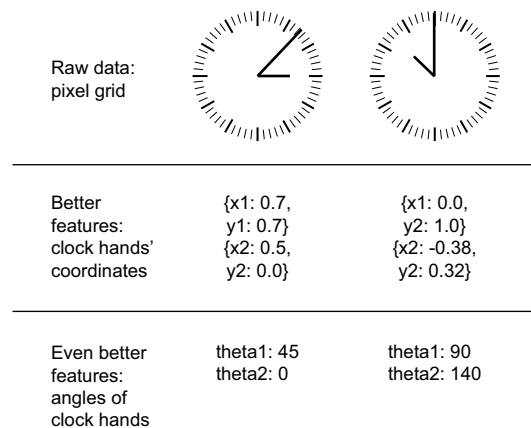 Raw data:
pixel grid
Better
features:
clock hands’
coordinates
{x1: 0.7,
y1: 0.7}
{x2: 0.5,
y2: 0.0}
{x1: 0.0,
y2: 1.0}
{x2: -0.38,
y2: 0.32}
Even better
features:
angles of
clock hands
theta1: 45
theta2: 0
theta1: 90
theta2: 140